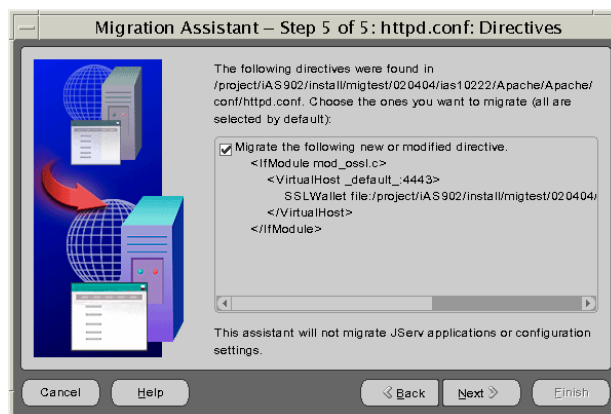 Migration Assistant – Step 5 of 5: httpd.conf: Directives
The following directives were found in
/project/iAS902/install/migtest/020404/ias10222/Apache/Apache/
conf/httpd.conf. Choose the ones you want to migrate (all are
selected by default):
Migrate the following new or modified directive.
<IfModule mod_ossl.c>
<VirtualHost _default_:4443>
SSLWallet file:/project/iAS902/install/migtest/020404/
</VirtualHost>
</IfModule>
This assistant will not migrate JServ applications or configuration
settings.
Cancel
Help
Back
Next
Finish